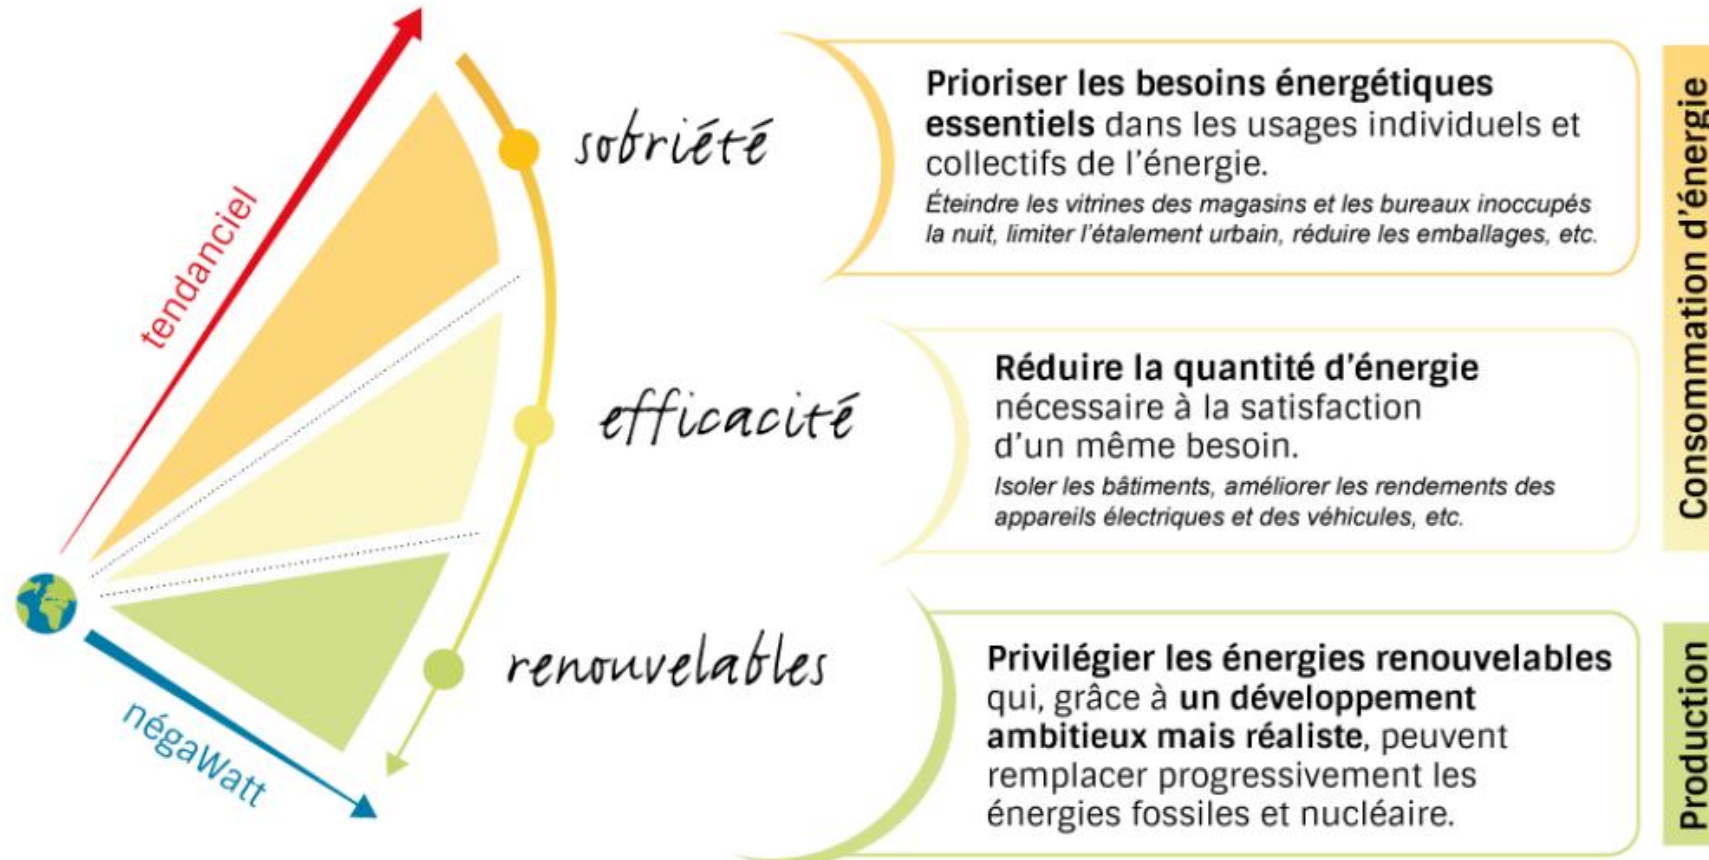 tendanciel
négaWatt
sobriété
Prioriser les besoins énergétiques
essentiels dans les usages individuels et
collectifs de l'énergie.
Éteindre les vitrines des magasins et les bureaux inoccupés
la nuit, limiter l'étalement urbain, réduire les emballages, etc.
efficacité
Réduire la quantité d'énergie
nécessaire à la satisfaction
d'un même besoin.
Isoler les bâtiments, améliorer les rendements des
appareils électriques et des véhicules, etc.
Consommation d'énergie
renouvelables
Privilégier les énergies renouvelables
qui, grâce à un développement
ambitieux mais réaliste, peuvent
remplacer progressivement les
énergies fossiles et nucléaire.
Production